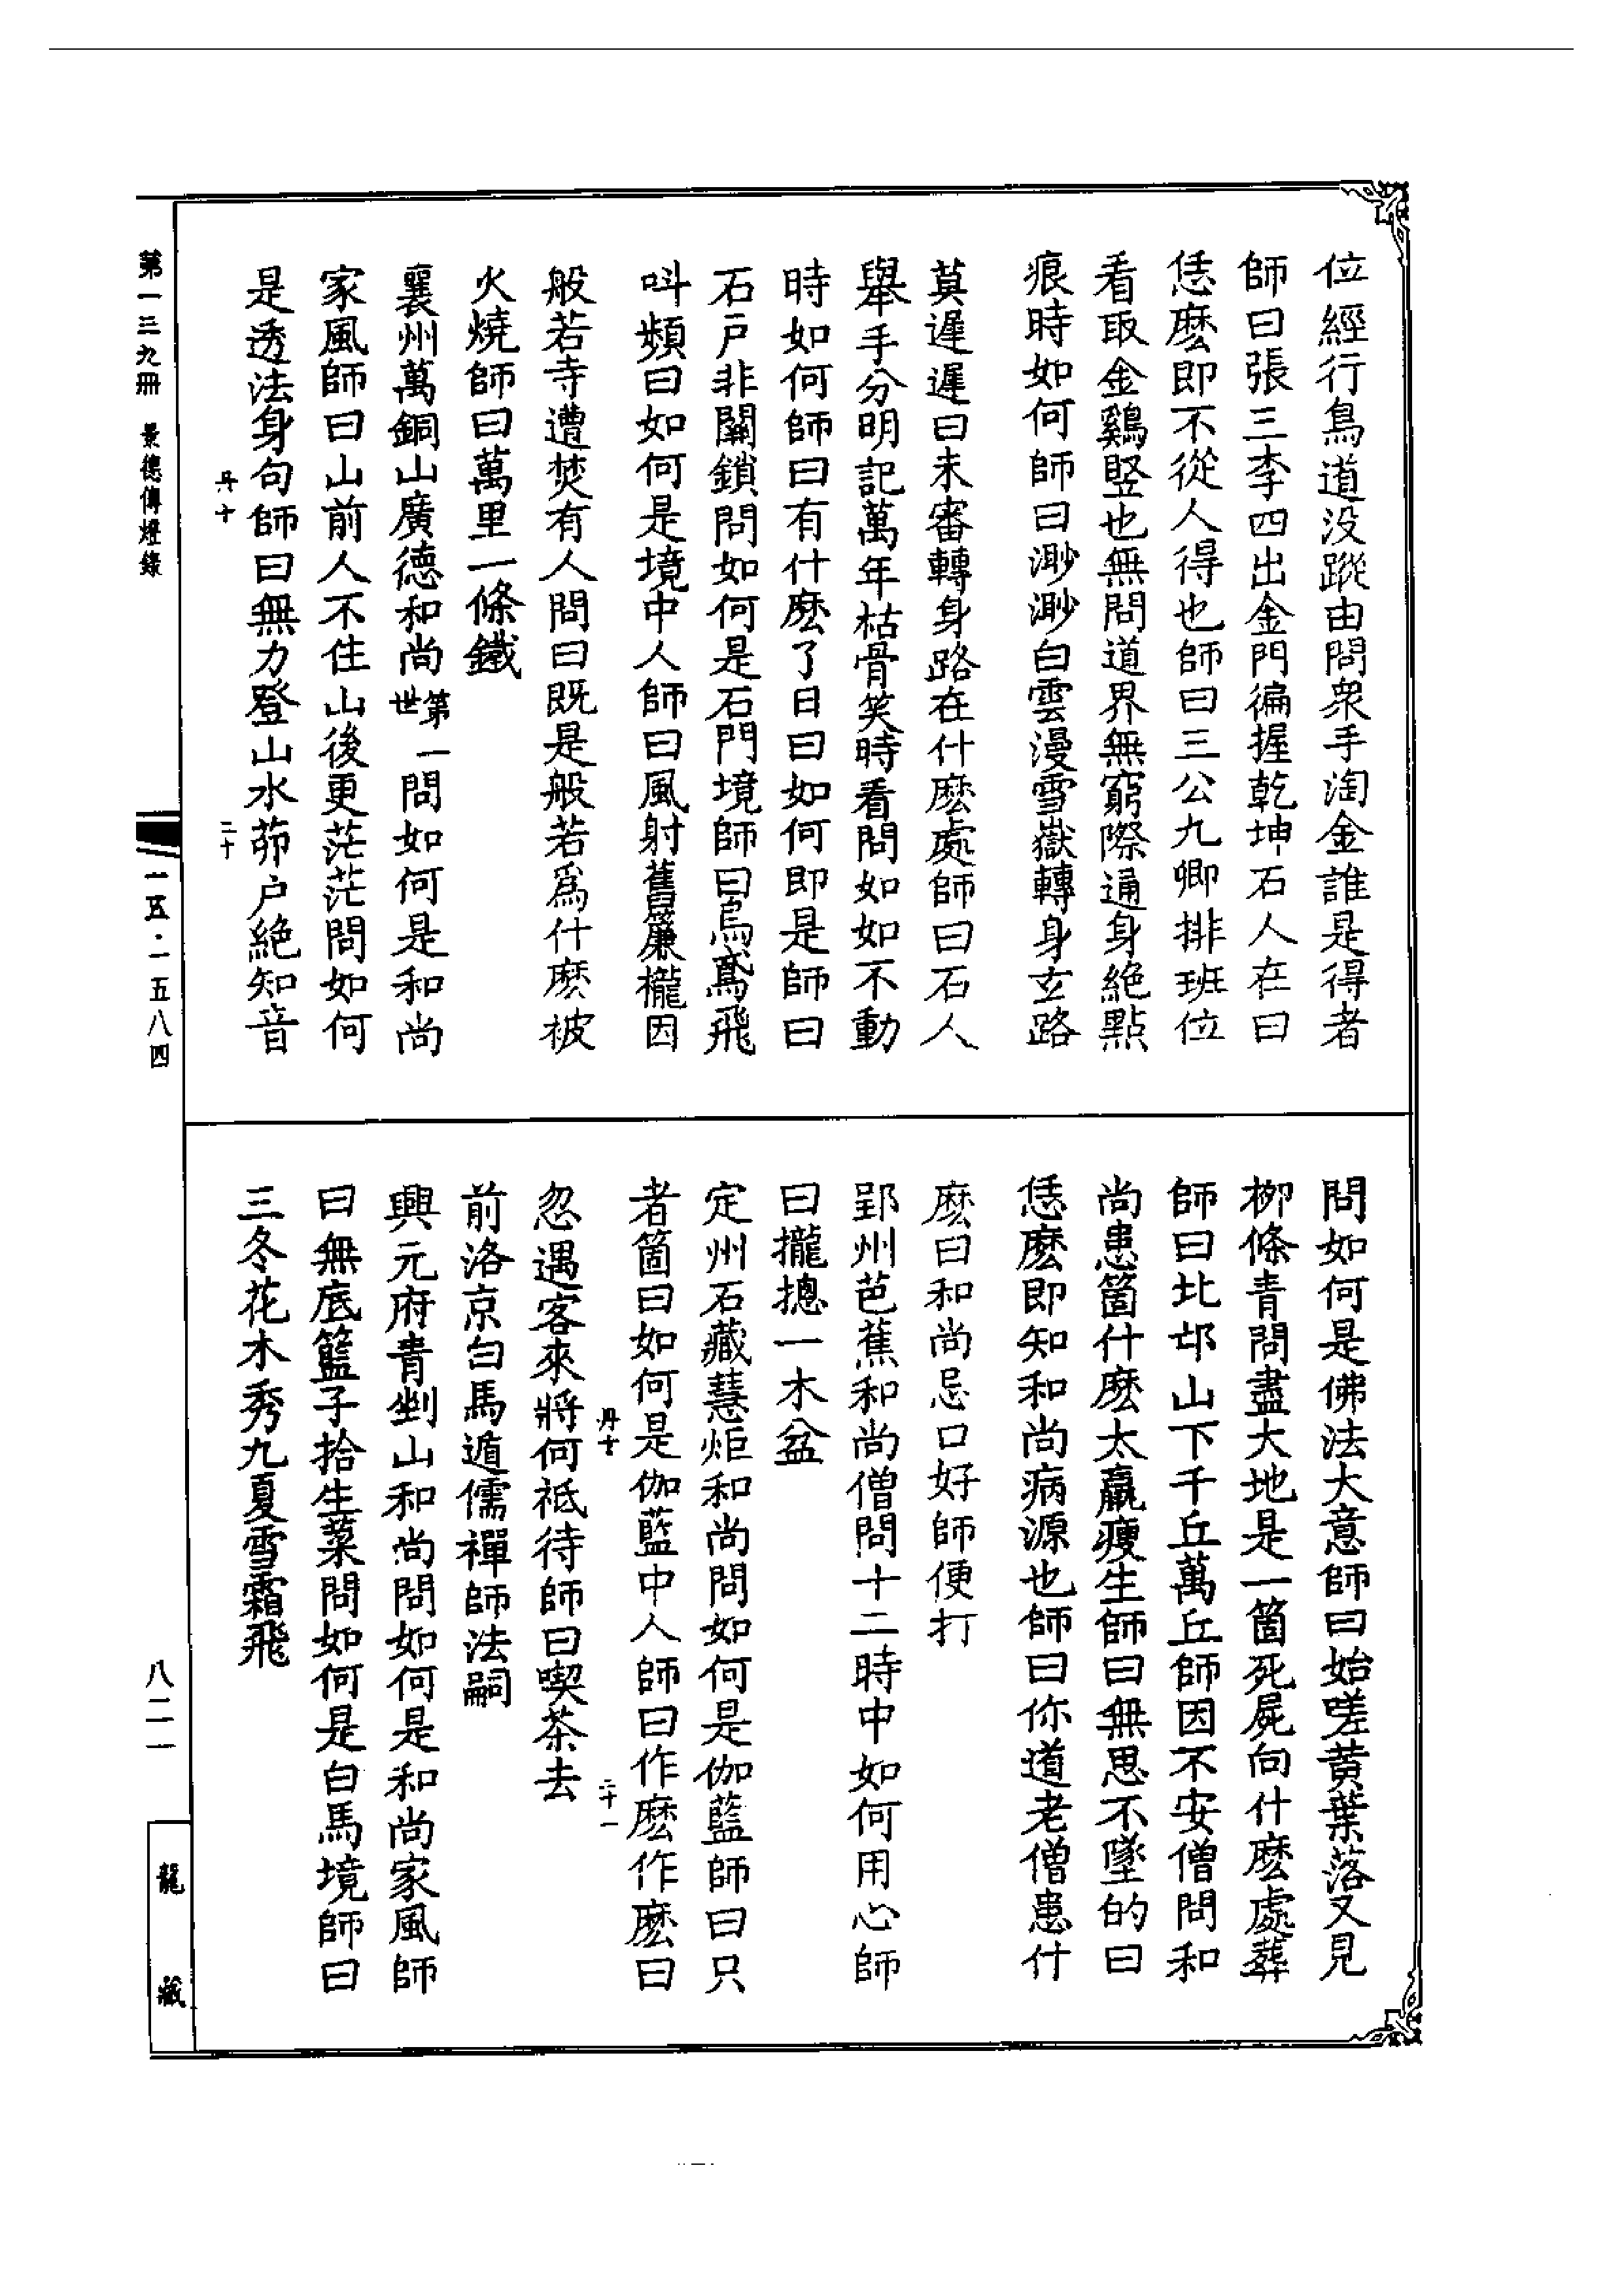 位經行鳥道没蹤由問衆手淘金誰是得者
師曰張三李四出金門徧握乾坤石人在曰
恁麽即不從人得也師曰三公九卿排班位
看取金鷄竪也無問道界無窮際通身絶點
痕時如何師曰渺渺白雲漫雪嶽轉身玄路
莫遲遲曰未審轉身路在什麽處師曰石人
舉手分明記萬年枯骨笑時看問如如不動
時如何師曰有什麽了日曰如何即是師曰
石戸非關鎖問如何是石門境師曰烏鳶飛
呌頻曰如何是境中人師曰風射舊簾櫳因
般若寺遭焚有人問曰既是般若爲什麽被
火燒師曰萬里一條鐵
襄州萬銅山廣德和尚第一世問如何是和尚
家風師曰山前人不住山後更茫茫問如何
是透法身句師曰無力登山水茆户絶知音
丹十
二十
問如何是佛法大意師曰始嗟黄葉落又見
栁條青問盡大地是一箇死屍向什麽處葬
師曰北邙山下千丘萬丘師因不安僧問和
尚患箇什麽太羸瘦生師曰無思不墜的曰
恁麽即知和尚病源也師曰你道老僧患什
麽曰和尚忌口好師便打
郢州芭蕉和尚僧問十二時中如何用心師
曰攏摠一木盆
定州石藏慧炬和尚問如何是伽藍師曰只
者箇曰如何是伽藍中人師曰作麽作麽曰
丹十
二十一
忽遇客來將何祇待師曰喫茶去
前洛京白馬遁儒禪師法嗣
興元府青剉山和尚問如何是和尚家風師
曰無底籃子拾生菜問如何是白馬境師曰
三冬花木秀九夏雪霜飛
第一三九冊 景德傳燈錄
一五·一五八四
八二一
龍藏